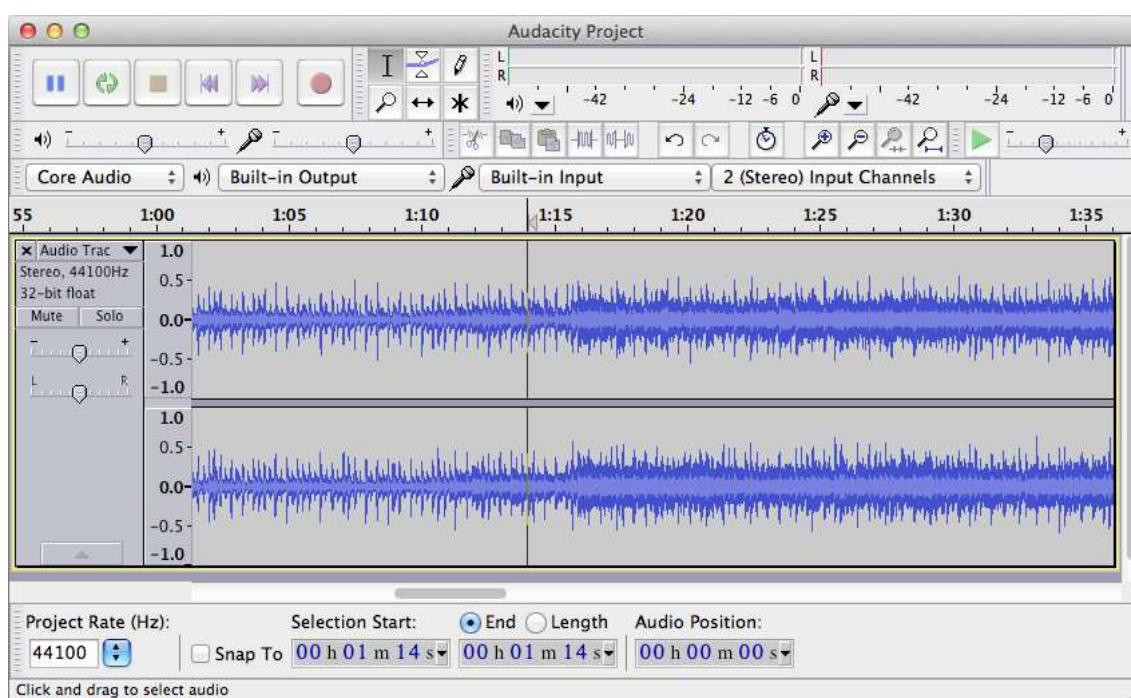 Audacity Project
L
R
-42 -24 -12 -6 0
L
R
-42 -24 -12 -6 0
- +
- +
- +
Core Audio
Built-in Output
Built-in Input
2 (Stereo) Input Channels
55 1:00 1:05 1:10 1:15 1:20 1:25 1:30 1:35
× Audio Trac
Stereo, 44100Hz
32-bit float
Mute Solo
- +
L R
1.0
0.5-
0.0-
-0.5-
-1.0
1.0
0.5-
0.0-
-0.5-
-1.0
Project Rate (Hz): Selection Start: End Length Audio Position:
44100 Snap To 00 h 01 m 14 s 00 h 01 m 14 s 00 h 00 m 00 s
Click and drag to select audio